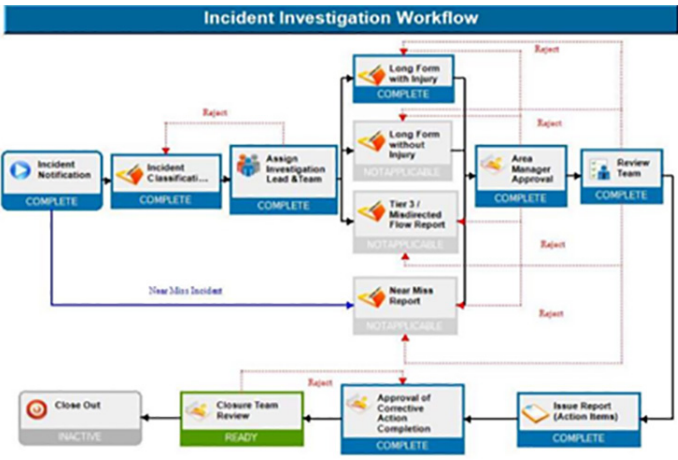 Incident Investigation Workflow
Long Form
with Injury
COMPLETE
Reject
Reject
Reject
Long Form
without
Injury
NOTAPPLICABLE
Incident
Notification
COMPLETE
Incident
Classificati...
COMPLETE
Assign
Investigation
Lead &Team
COMPLETE
Area
Manager
Approval
COMPLETE
Review
Team
COMPLETE
Tier 3 /
Misdirected
Flow Report
NOTAPPLICABLE
Reject
Near Miss Incident
Near Miss
Report
NOTAPPLICABLE
Reject
Reject
Close Out
INACTIVE
Closure Team
Review
READY
Approval of
Corrective
Action
Completion
COMPLETE
Issue Report
(Action Items)
COMPLETE